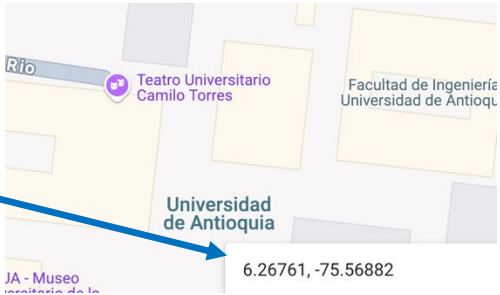 Rio
Teatro Universitario
Camilo Torres
Facultad de Ingeniería
Universidad de Antioqu
Universidad
de Antioquia
6.26761, -75.56882
JA - Museo